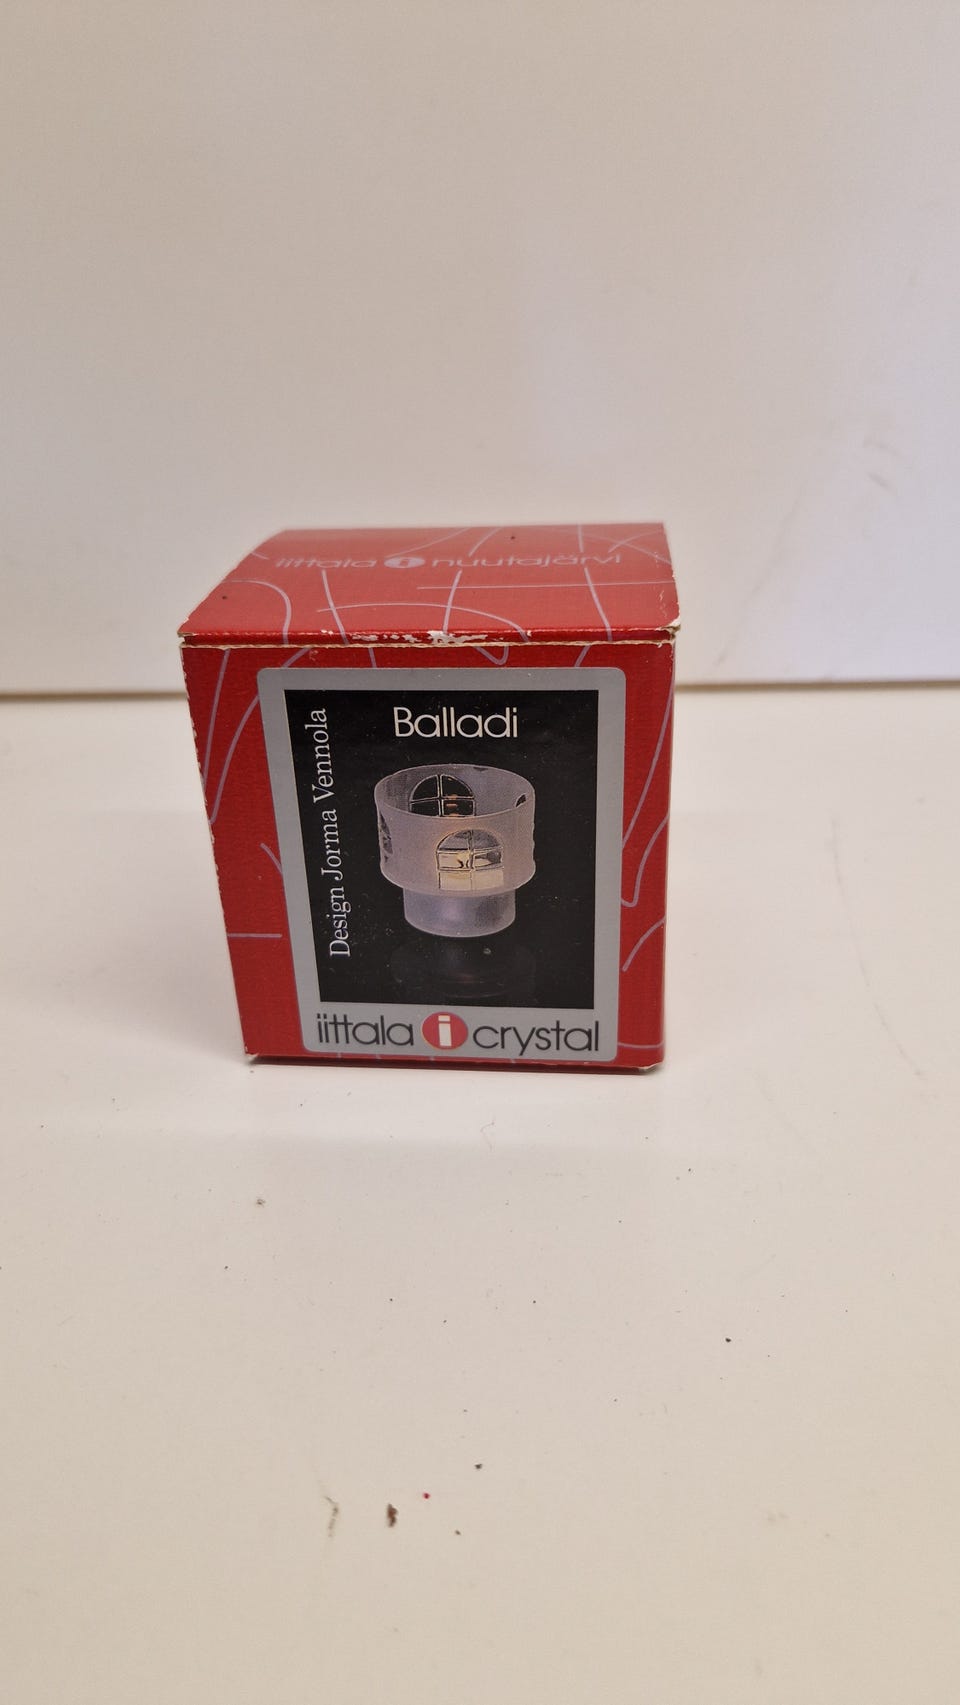 iittala i nuutajärvi
Balladi
Design Jorma Vennola
iittala i crystal